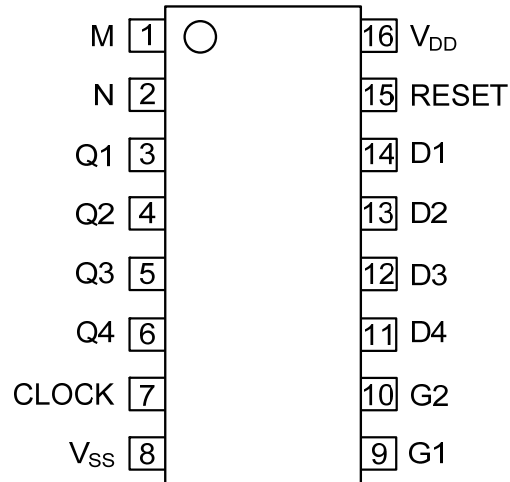 M 1 16 VDD
N 2 15 RESET
Q1 3 14 D1
Q2 4 13 D2
Q3 5 12 D3
Q4 6 11 D4
CLOCK 7 10 G2
VSS 8 9 G1